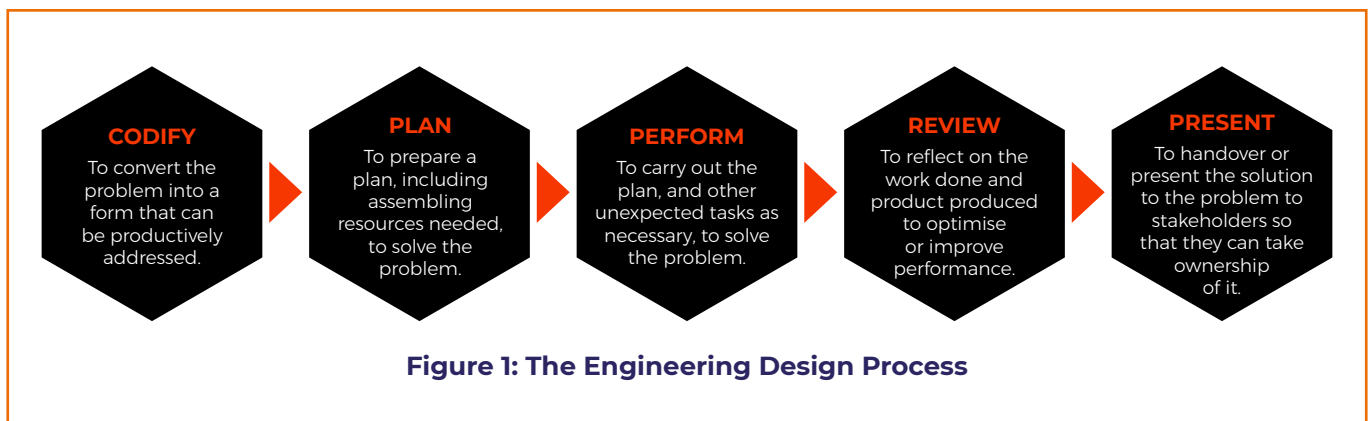 CODIFY
To convert the
problem into a
form that can
be productively
addressed.
PLAN
To prepare a
plan, including
assembling
resources needed,
to solve the
problem.
PERFORM
To carry out the
plan, and other
unexpected tasks as
necessary, to solve
the problem.
REVIEW
To reflect on the
work done and
product produced
to optimise
or improve
performance.
PRESENT
To handover or
present the solution
to the problem to
stakeholders so
that they can take
ownership
of it.
Figure 1: The Engineering Design Process